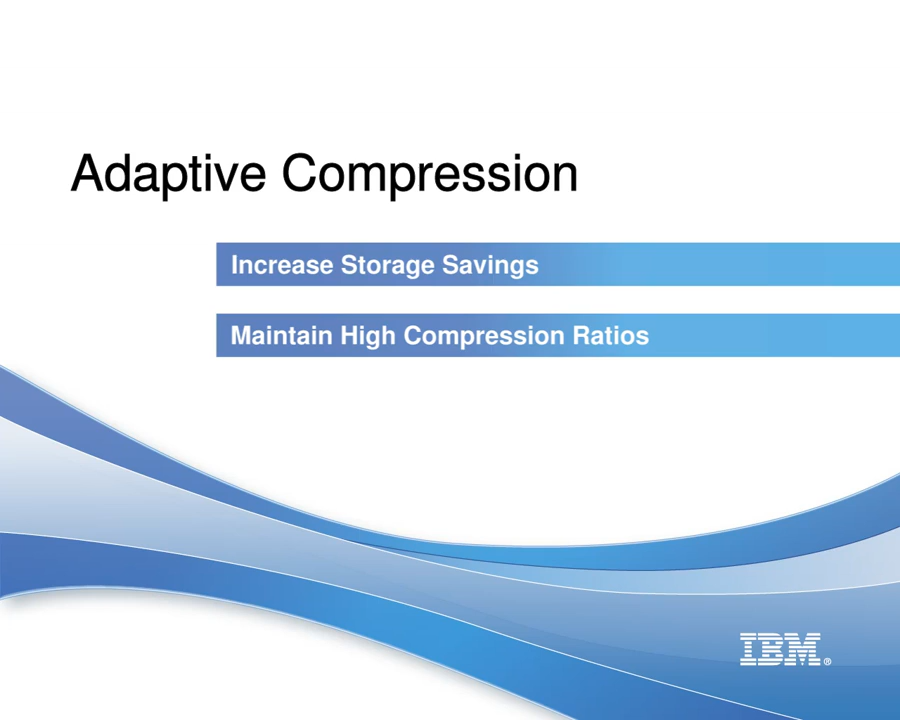 Adaptive Compression
Increase Storage Savings
Maintain High Compression Ratios
IBM®